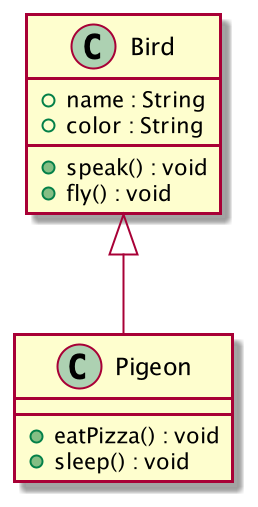 C Bird
name : String
color : String
speak() : void
fly() : void
C Pigeon
eatPizza() : void
sleep() : void